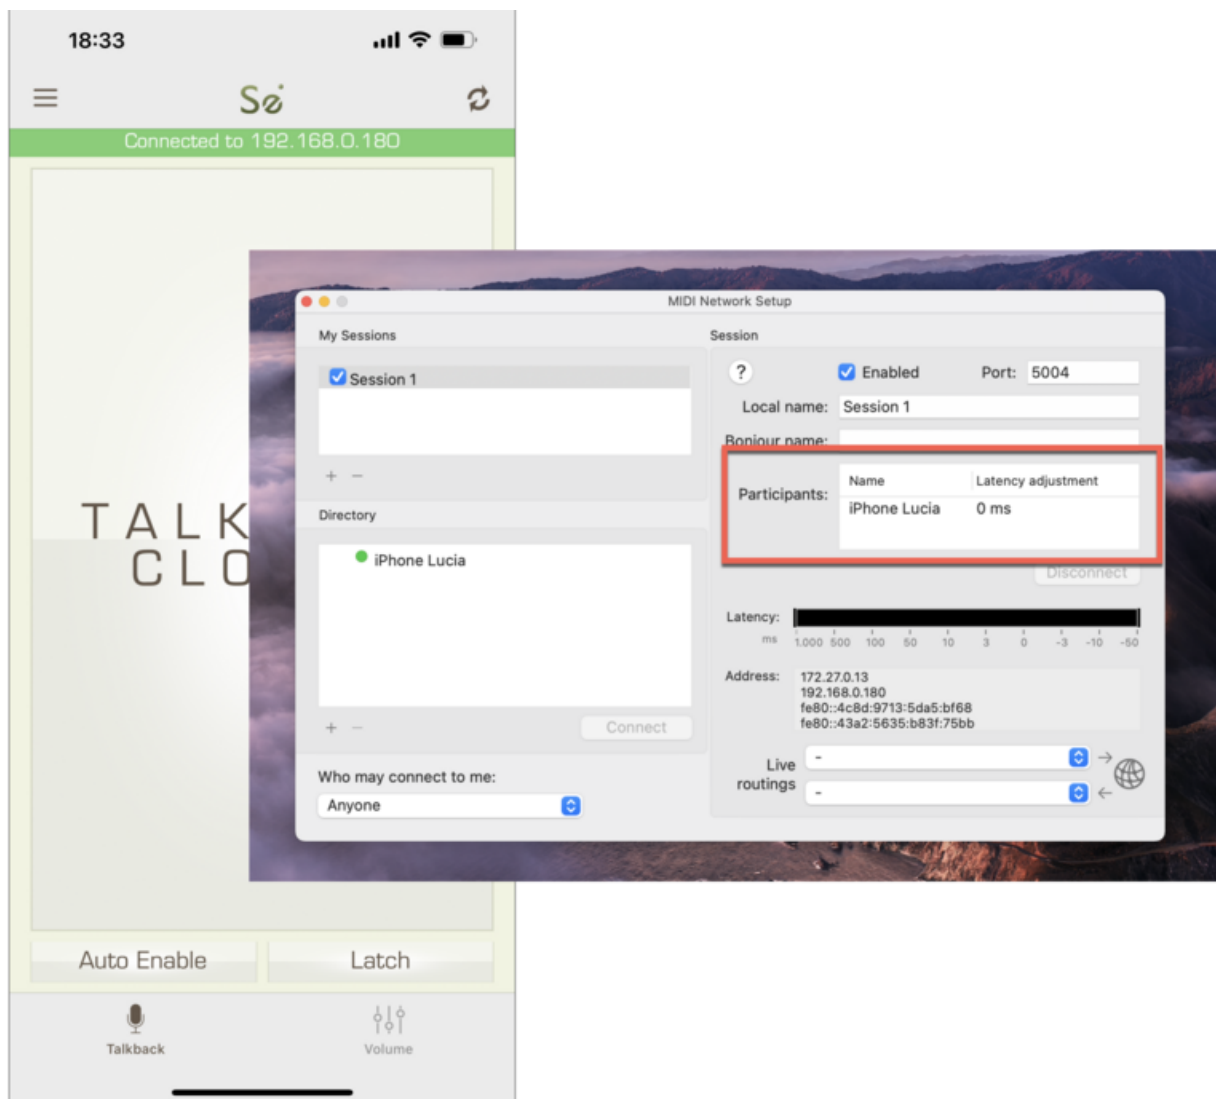 18:33
Se
Connected to 192.168.0.180
TALK
CLO
Auto Enable
Latch
Talkback
Volume
MIDI Network Setup
My Sessions
Session 1
+ −
Directory
iPhone Lucia
+ −
Connect
Who may connect to me:
Anyone
Session
?
Enabled
Port: 5004
Local name: Session 1
Bonjour name:
Participants:
Name Latency adjustment
iPhone Lucia 0 ms
Disconnect
Latency:
ms 1.000 500 100 50 10 3 0 -3 -10 -50
Address: 172.27.0.13
192.168.0.180
fe80::4c8d:9713:5da5:bf68
fe80::43a2:5635:b83f:75bb
Live
routings
-
-